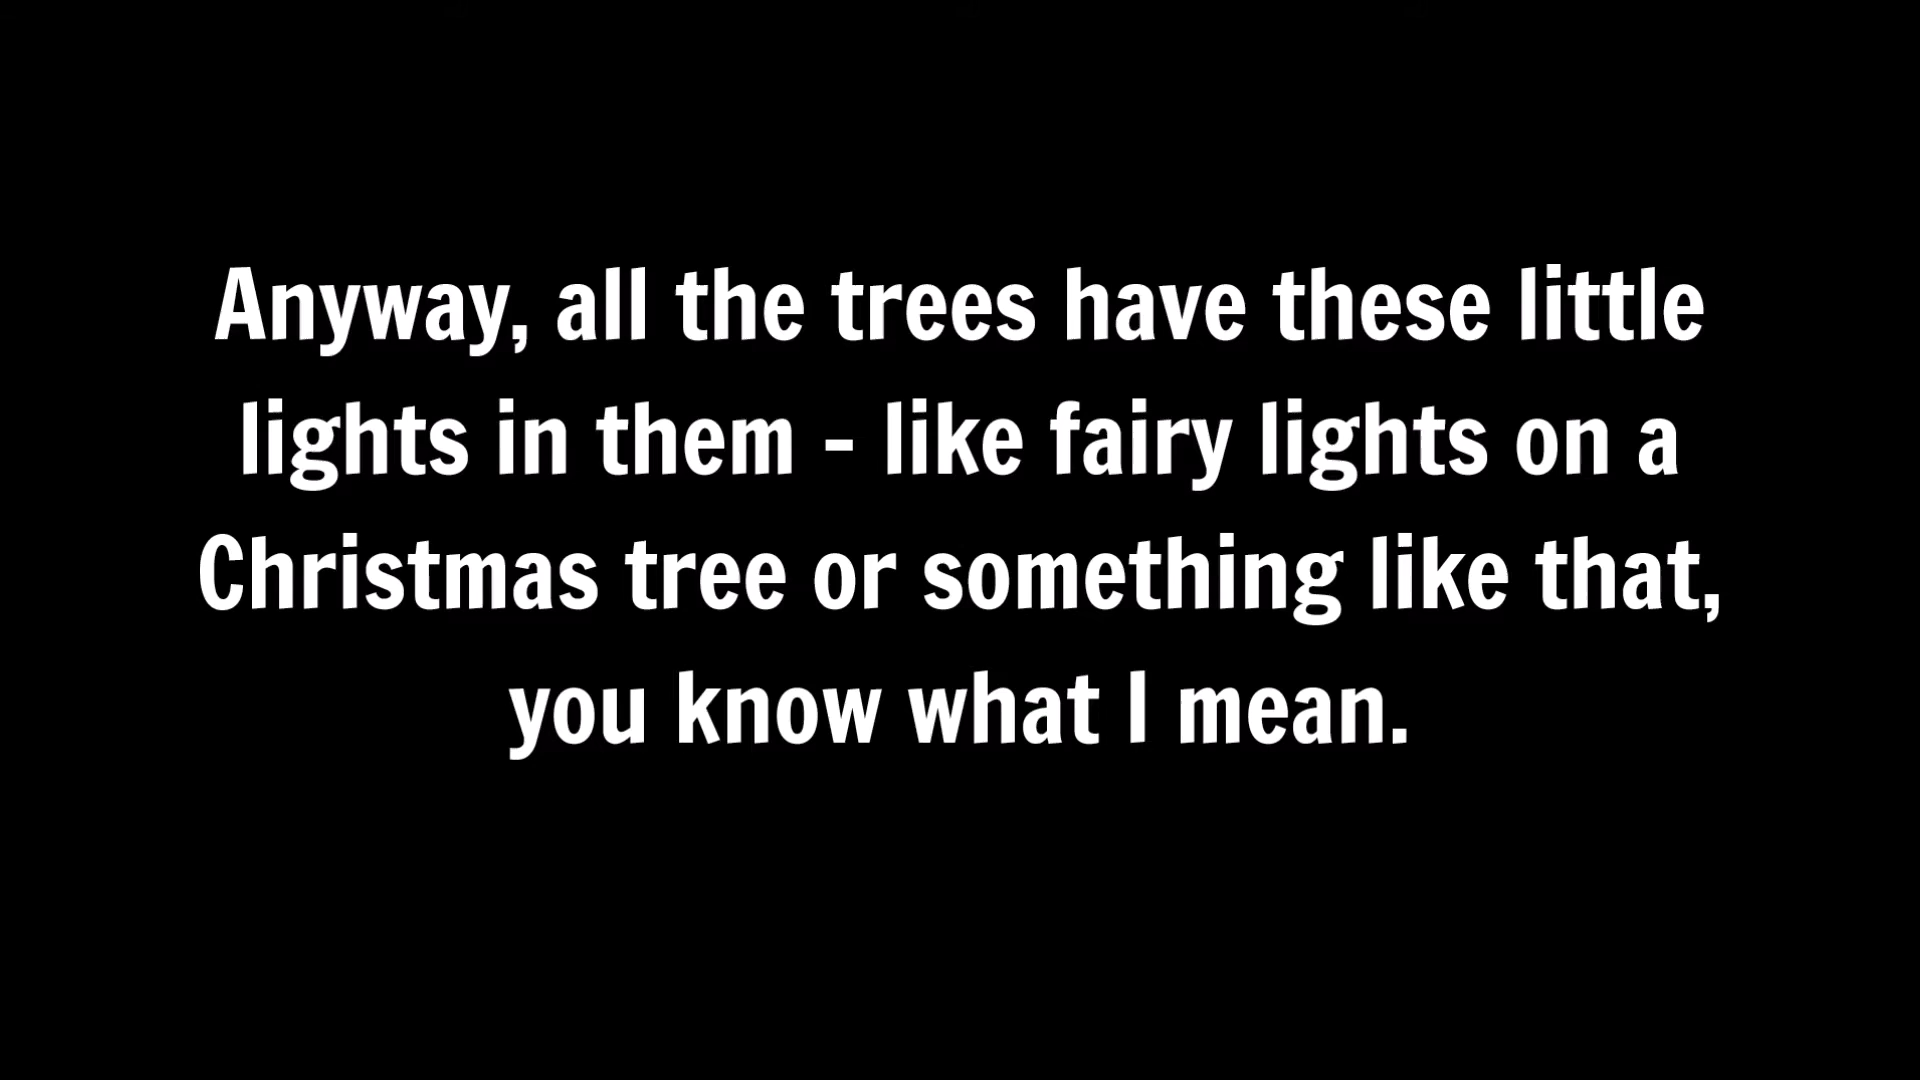 Anyway, all the trees have these little
lights in them - like fairy lights on a
Christmas tree or something like that,
you know what I mean.